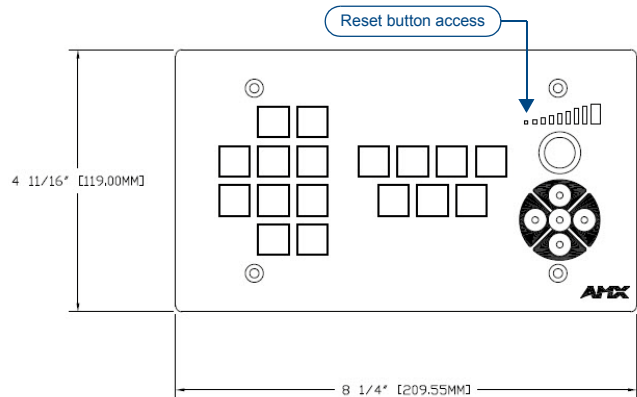 Reset button access
4 11/16" [119.00MM]
AMX
8 1/4" [209.55MM]